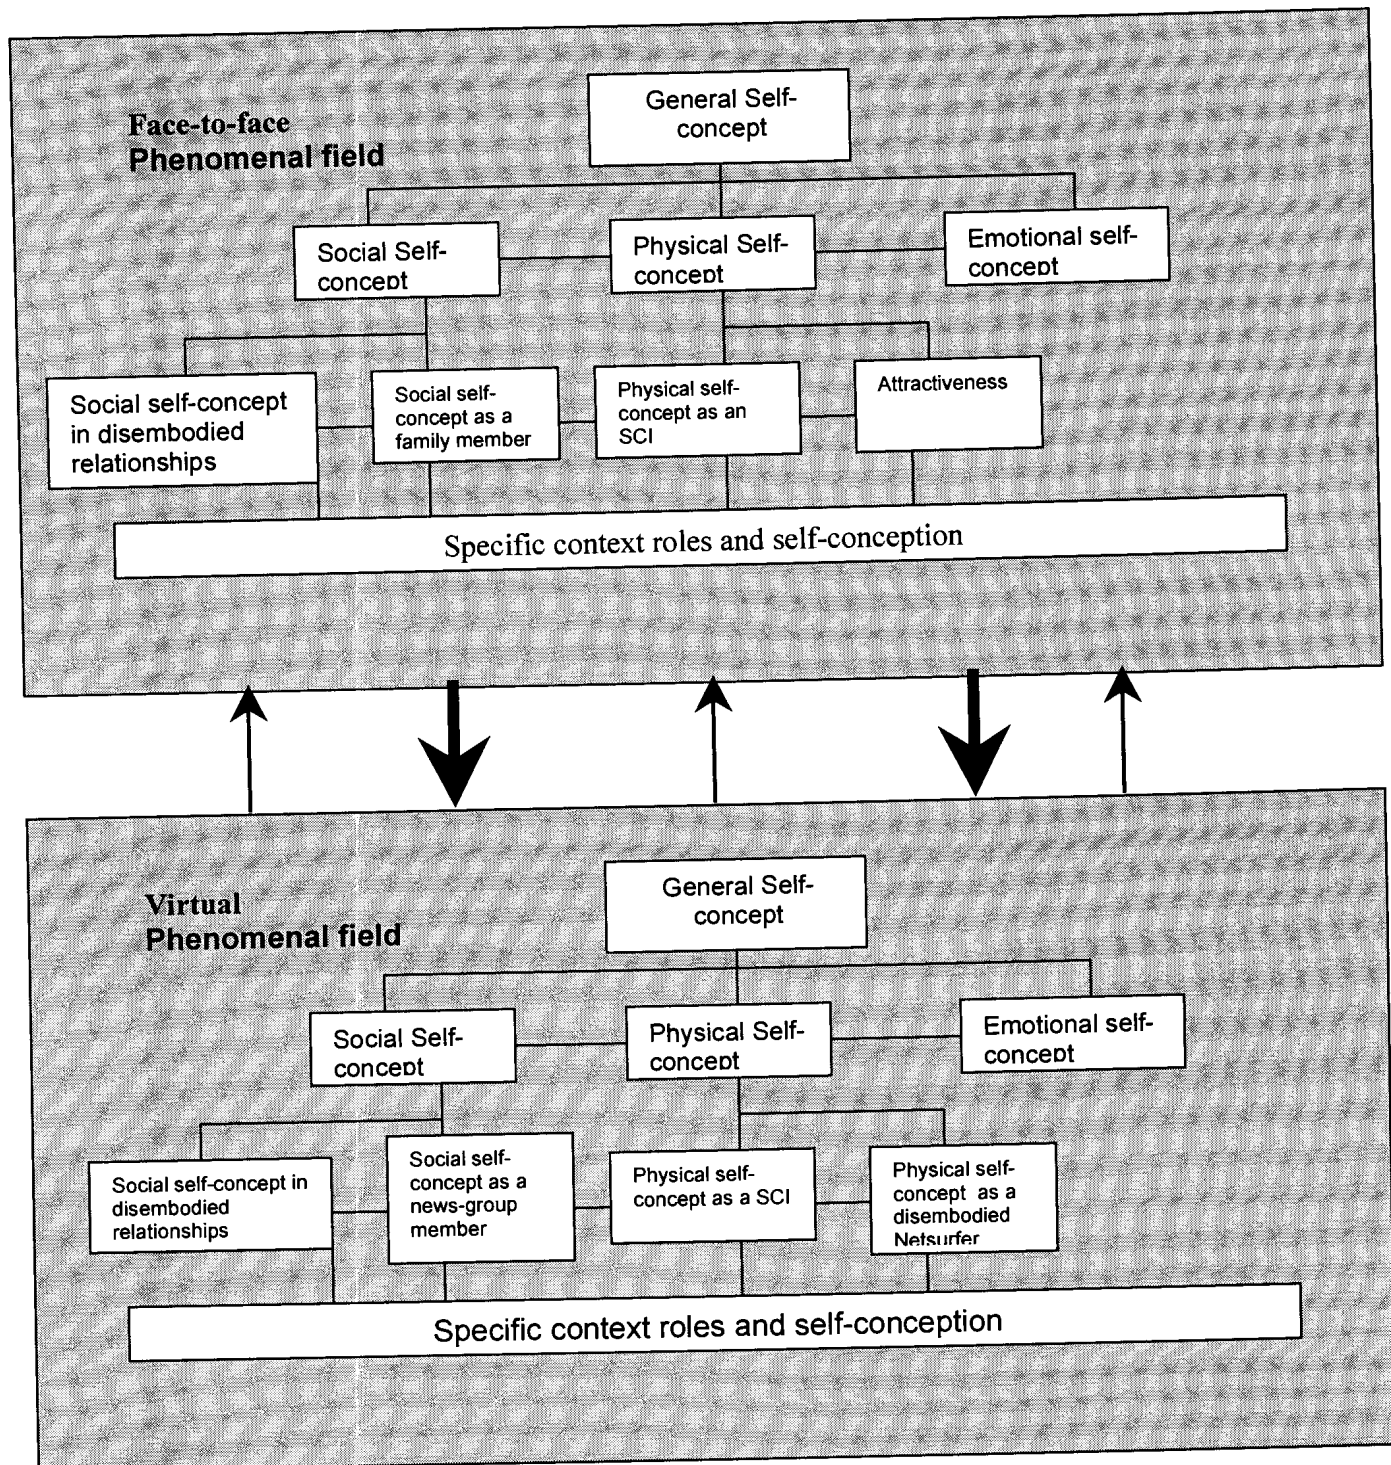 Face-to-face
Phenomenal field
General Self-
concept
Social Self-
concept
Physical Self-
concept
Emotional self-
concept
Social self-concept
in disembodied
relationships
Social self-
concept as a
family member
Physical self-
concept as an
SCI
Attractiveness
Specific context roles and self-conception
Virtual
Phenomenal field
General Self-
concept
Social Self-
concept
Physical Self-
concept
Emotional self-
concept
Social self-concept in
disembodied
relationships
Social self-
concept as a
news-group
member
Physical self-
concept as a SCI
Physical self-
concept as a
disembodied
Netsurfer
Specific context roles and self-conception